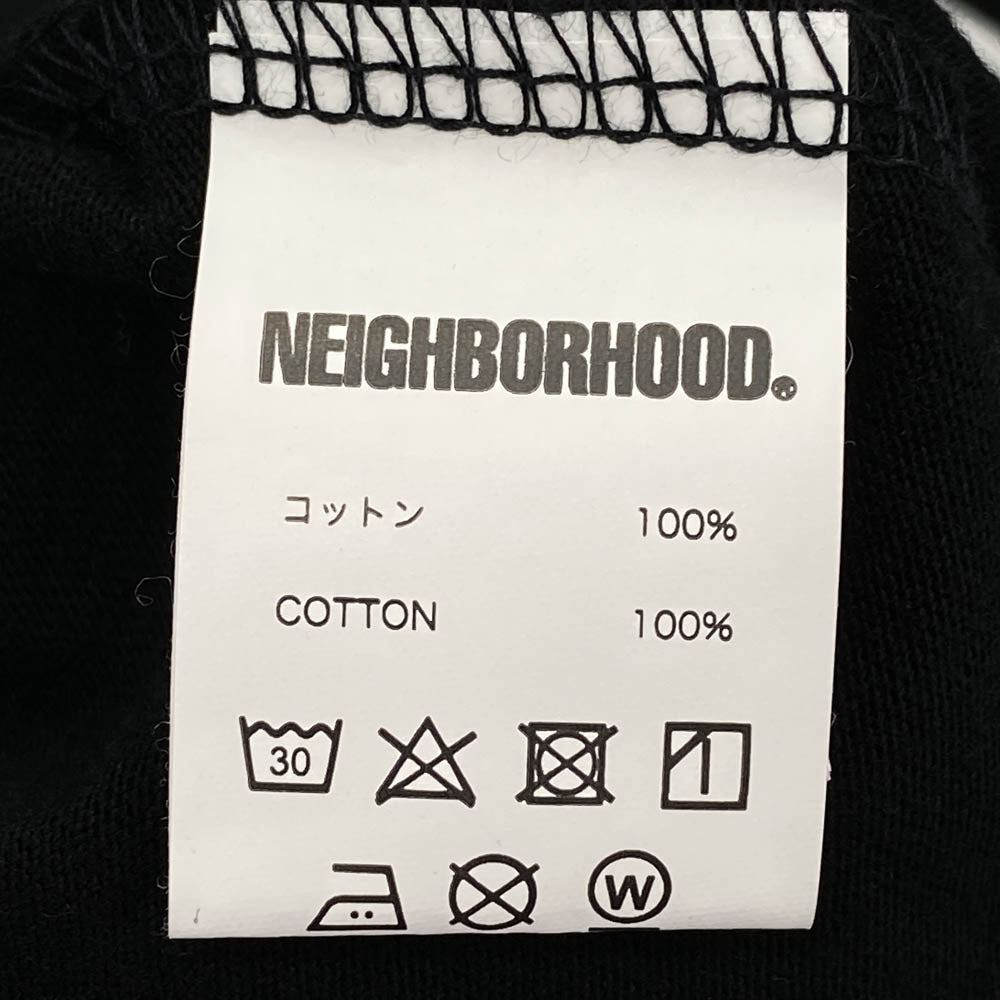 NEIGHBORHOOD®
コットン 100%
COTTON 100%
30
W